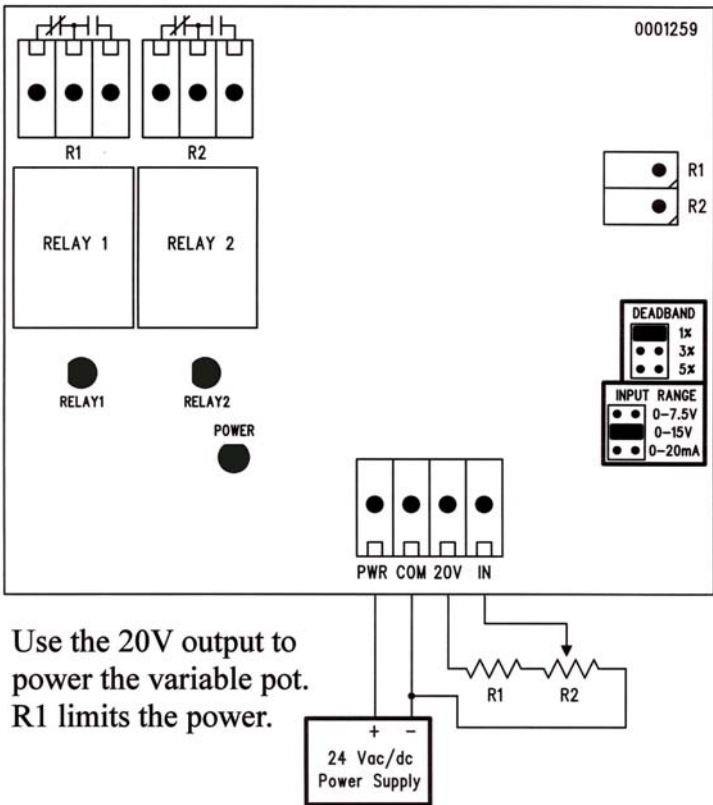 0001259
R1
R2
RELAY 1
RELAY 2
R1
R2
DEADBAND
1%
3%
5%
INPUT RANGE
0-7.5V
0-15V
0-20mA
RELAY1
RELAY2
POWER
PWR COM 20V IN
Use the 20V output to
power the variable pot.
R1 limits the power.
R1
R2
+ −
24 Vac/dc
Power Supply